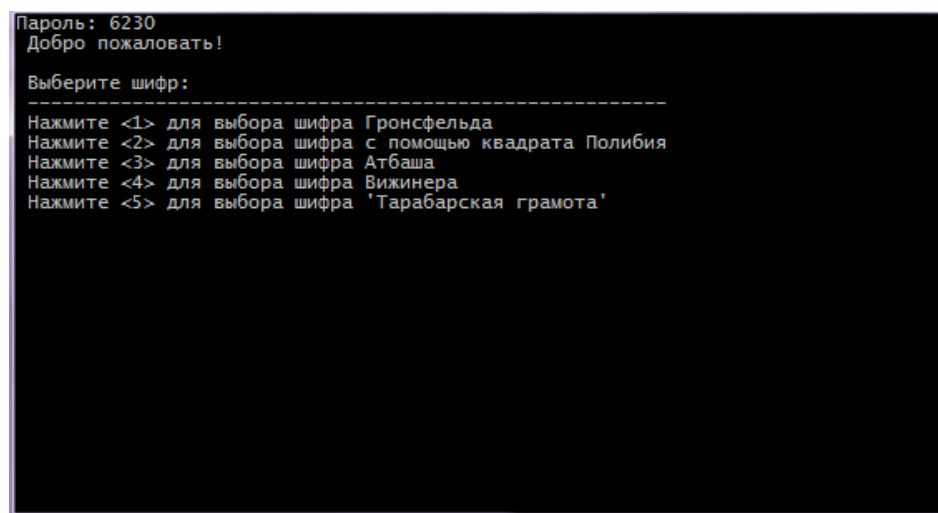 Пароль: 6230
Добро пожаловать!
Выберите шифр:
-------------------------------------------------------
Нажмите <1> для выбора шифра Гронсфельда
Нажмите <2> для выбора шифра с помощью квадрата Полибия
Нажмите <3> для выбора шифра Атбаша
Нажмите <4> для выбора шифра Вижинера
Нажмите <5> для выбора шифра 'Тарабарская грамота'